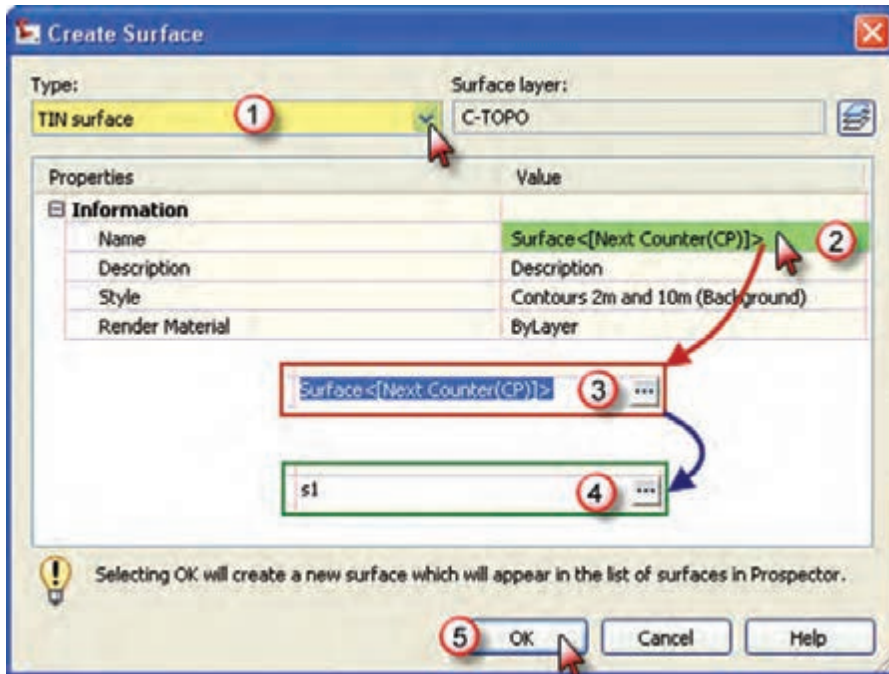 Create Surface
Type: Surface layer:
TIN surface 1 C-TOPO
Properties Value
Information
Name Surface<[Next Counter(CP)]> 2
Description Description
Style Contours 2m and 10m (Background)
Render Material ByLayer
Surface<[Next Counter(CP)]> 3 ...
s1 4 ...
Selecting OK will create a new surface which will appear in the list of surfaces in Prospector.
5 OK Cancel Help